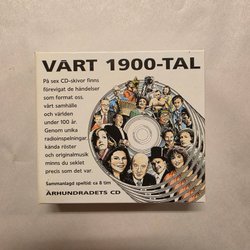 VÅRT 1900-TAL
På sex CD-skivor finns
förevigat de händelser
som format oss,
vårt samhälle
och världen
under 100 år.
Genom unika
radioinspelningar,
kända röster
och originalmusik
minns du seklet
precis som det var.
Sammanlagd speltid ca 8 tim
ÅRHUNDRADETS CD